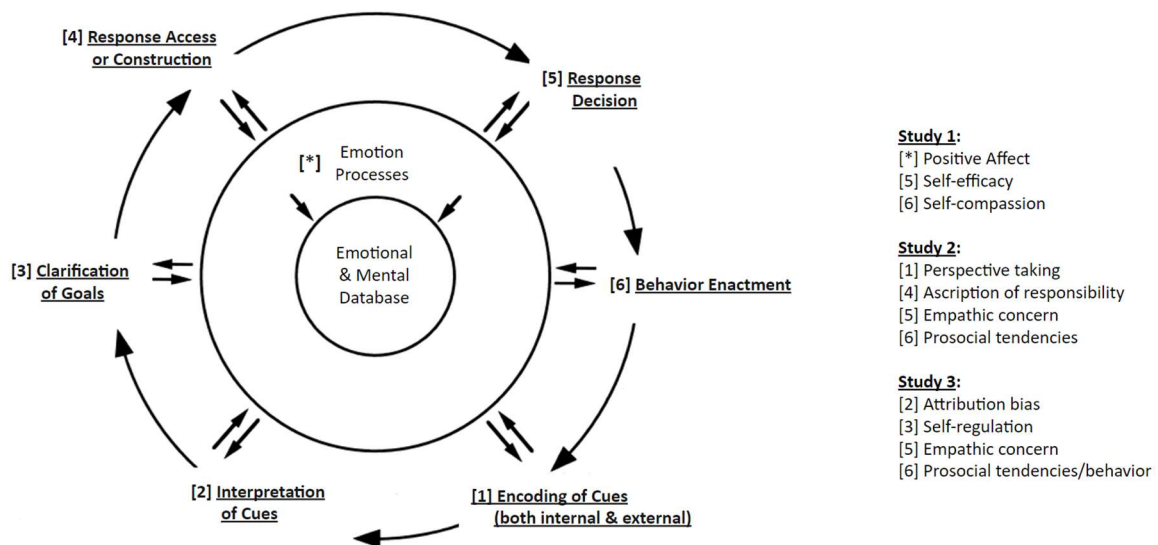 [4] Response Access
or Construction
[5] Response
Decision
[*] Emotion
Processes
Emotional
& Mental
Database
[3] Clarification
of Goals
[6] Behavior Enactment
[2] Interpretation
of Cues
[1] Encoding of Cues
(both internal & external)
Study 1:
[*] Positive Affect
[5] Self-efficacy
[6] Self-compassion
Study 2:
[1] Perspective taking
[4] Ascription of responsibility
[5] Empathic concern
[6] Prosocial tendencies
Study 3:
[2] Attribution bias
[3] Self-regulation
[5] Empathic concern
[6] Prosocial tendencies/behavior